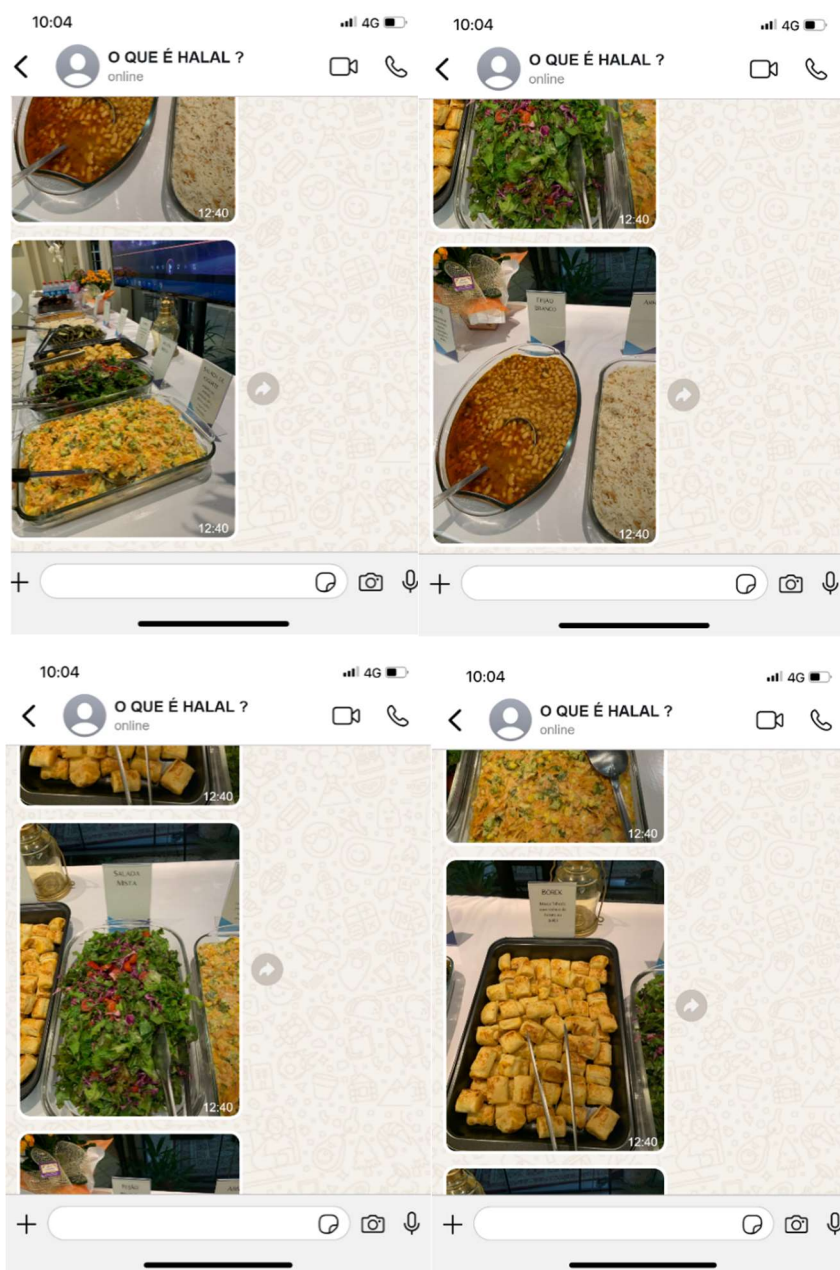 10:04
4G
O QUE É HALAL ?
online
12:40
12:40
10:04
4G
O QUE É HALAL ?
online
12:40
FEIJÃO
BRANCO
12:40
10:04
4G
O QUE É HALAL ?
online
12:40
SALADA
MISTA
12:40
10:04
4G
O QUE É HALAL ?
online
12:40
BOREK
12:40